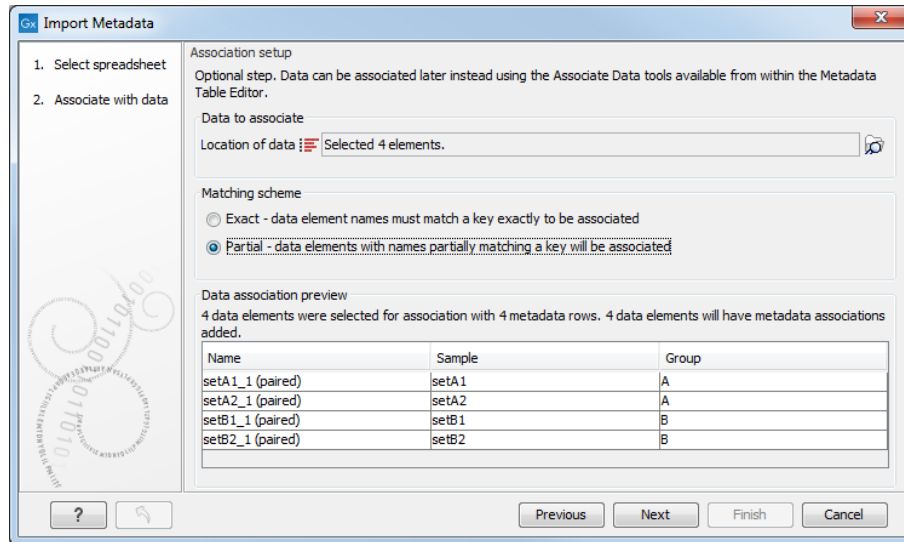 Gx Import Metadata
X
1. Select spreadsheet
2. Associate with data
Association setup
Optional step. Data can be associated later instead using the Associate Data tools available from within the Metadata
Table Editor.
Data to associate
Location of data Selected 4 elements.
Matching scheme
Exact - data element names must match a key exactly to be associated
Partial - data elements with names partially matching a key will be associated
Data association preview
4 data elements were selected for association with 4 metadata rows. 4 data elements will have metadata associations
added.
Name Sample Group
setA1_1 (paired) setA1 A
setA2_1 (paired) setA2 A
setB1_1 (paired) setB1 B
setB2_1 (paired) setB2 B
? Previous Next Finish Cancel